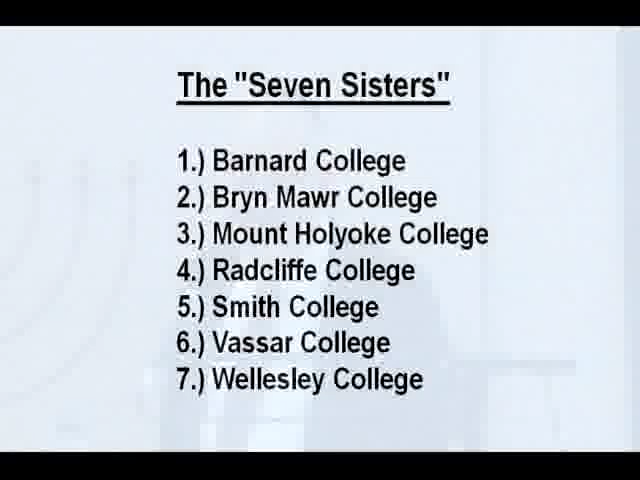 The "Seven Sisters"
1.) Barnard College
2.) Bryn Mawr College
3.) Mount Holyoke College
4.) Radcliffe College
5.) Smith College
6.) Vassar College
7.) Wellesley College